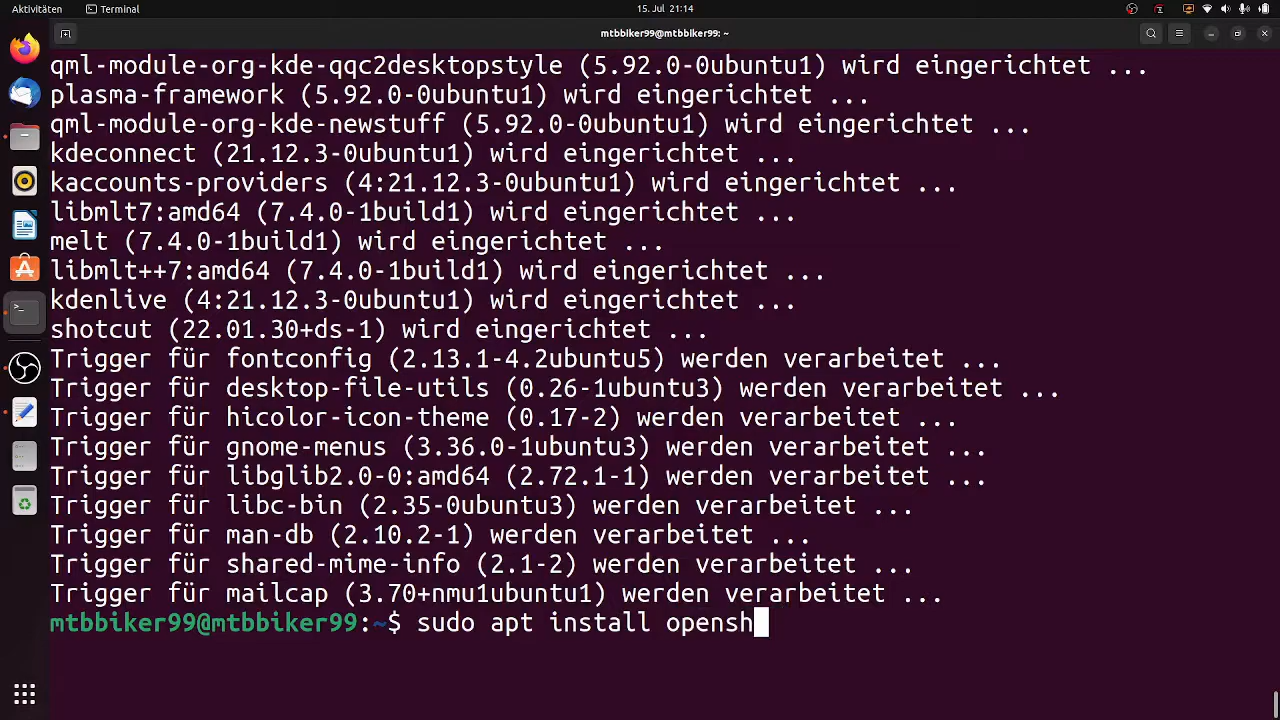 Aktivitäten
Terminal
15. Jul 21:14
mtbbiker99@mtbbiker99: ~
qml-module-org-kde-qqc2desktopstyle (5.92.0-0ubuntu1) wird eingerichtet ...
plasma-framework (5.92.0-0ubuntu1) wird eingerichtet ...
qml-module-org-kde-newstuff (5.92.0-0ubuntu1) wird eingerichtet ...
kdeconnect (21.12.3-0ubuntu1) wird eingerichtet ...
kaccounts-providers (4:21.12.3-0ubuntu1) wird eingerichtet ...
libmlt7:amd64 (7.4.0-1build1) wird eingerichtet ...
melt (7.4.0-1build1) wird eingerichtet ...
libmlt++7:amd64 (7.4.0-1build1) wird eingerichtet ...
kdenlive (4:21.12.3-0ubuntu1) wird eingerichtet ...
shotcut (22.01.30+ds-1) wird eingerichtet ...
Trigger für fontconfig (2.13.1-4.2ubuntu5) werden verarbeitet ...
Trigger für desktop-file-utils (0.26-1ubuntu3) werden verarbeitet ...
Trigger für hicolor-icon-theme (0.17-2) werden verarbeitet ...
Trigger für gnome-menus (3.36.0-1ubuntu3) werden verarbeitet ...
Trigger für libglib2.0-0:amd64 (2.72.1-1) werden verarbeitet ...
Trigger für libc-bin (2.35-0ubuntu3) werden verarbeitet ...
Trigger für man-db (2.10.2-1) werden verarbeitet ...
Trigger für shared-mime-info (2.1-2) werden verarbeitet ...
Trigger für mailcap (3.70+nmu1ubuntu1) werden verarbeitet ...
mtbbiker99@mtbbiker99:~$ sudo apt install opensh